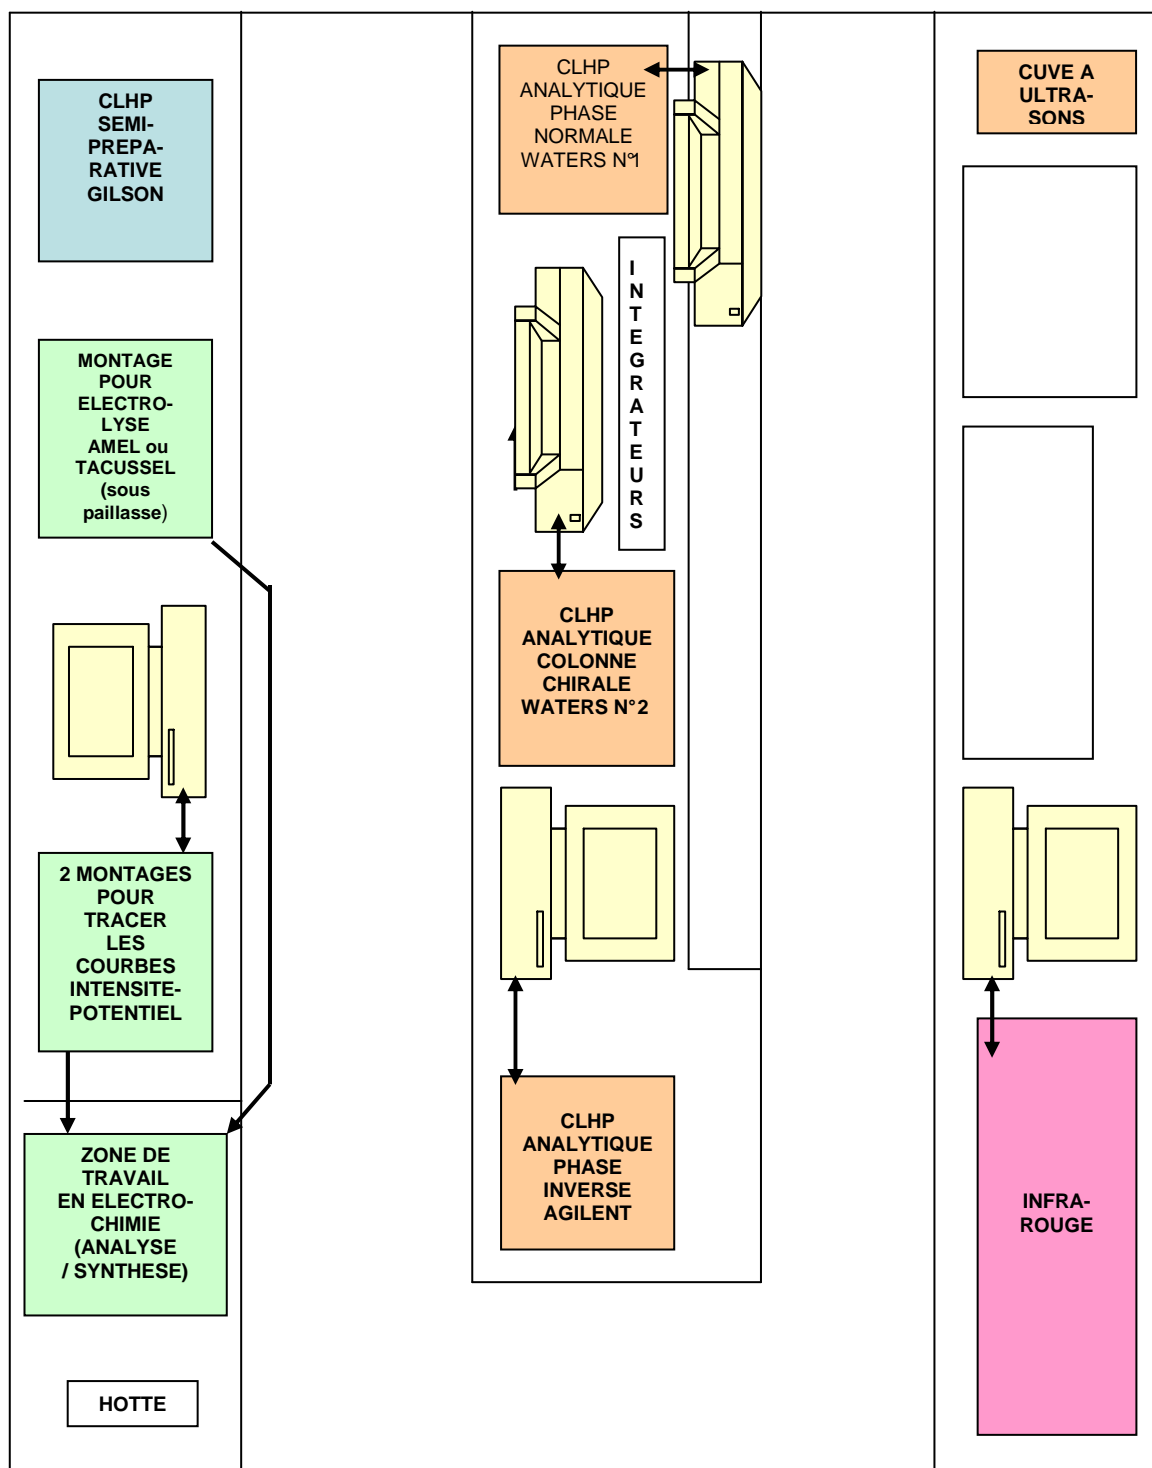 CLHP
SEMI-
PREPA-
RATIVE
GILSON
MONTAGE
POUR
ELECTRO-
LYSE
AMEL ou
TACUSSEL
(sous
paillasse)
2 MONTAGES
POUR
TRACER
LES
COURBES
INTENSITE-
POTENTIEL
ZONE DE
TRAVAIL
EN ELECTRO-
CHIMIE
(ANALYSE
/ SYNTHESE)
HOTTE
CLHP
ANALYTIQUE
PHASE
NORMALE
WATERS N°1
I
N
T
E
G
R
A
T
E
U
R
S
CLHP
ANALYTIQUE
COLONNE
CHIRALE
WATERS N°2
CLHP
ANALYTIQUE
PHASE
INVERSE
AGILENT
CUVE A
ULTRA-
SONS
INFRA-
ROUGE